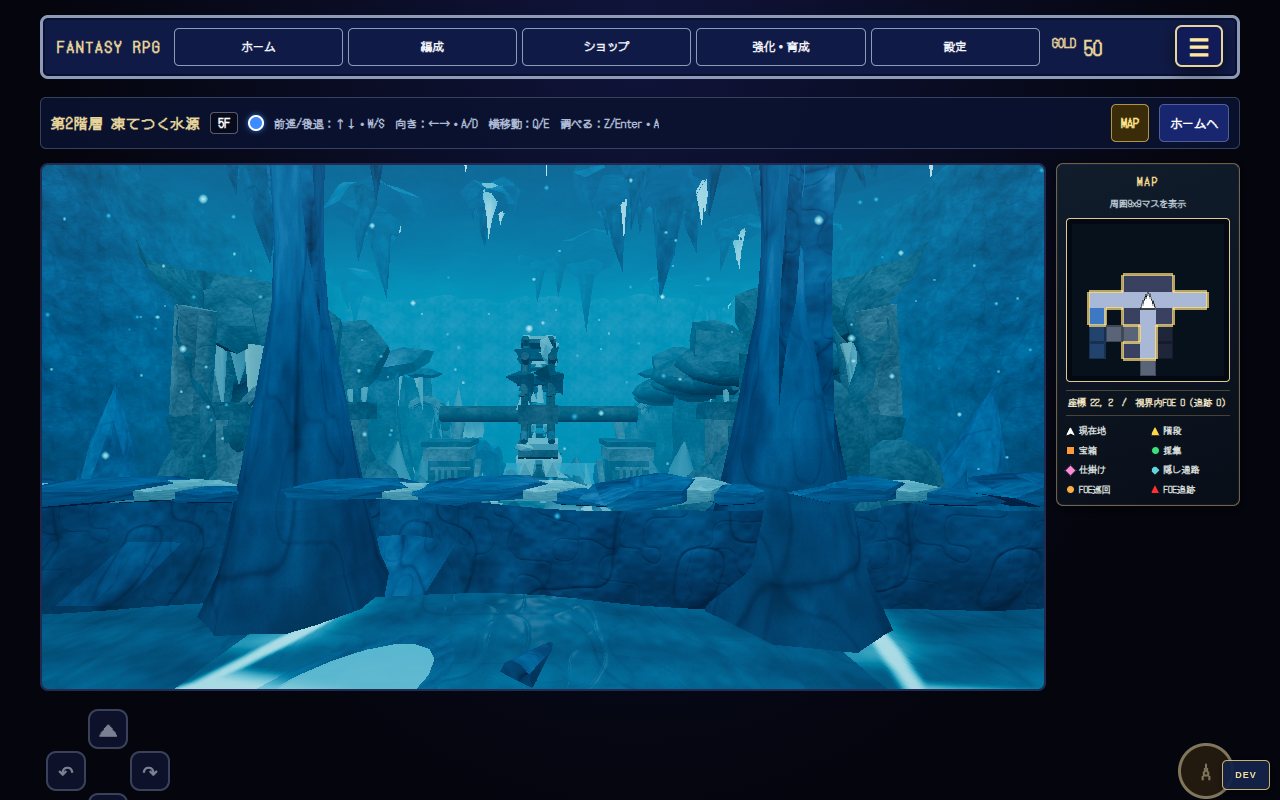 FANTASY RPG
ホーム
編成
ショップ
強化・育成
設定
GOLD 50
第2階層 凍てつく水源
5F
前進/後退：↑↓・W/S 向き：←→・A/D 横移動：Q/E 調べる：Z/Enter・A
MAP
ホームへ
MAP
周囲9x9マスを表示
座標 22, 2 / 視界内FOE 0 (追跡 0)
現在地
階段
宝箱
採集
仕掛け
隠し通路
FOE巡回
FOE追跡
A
DEV